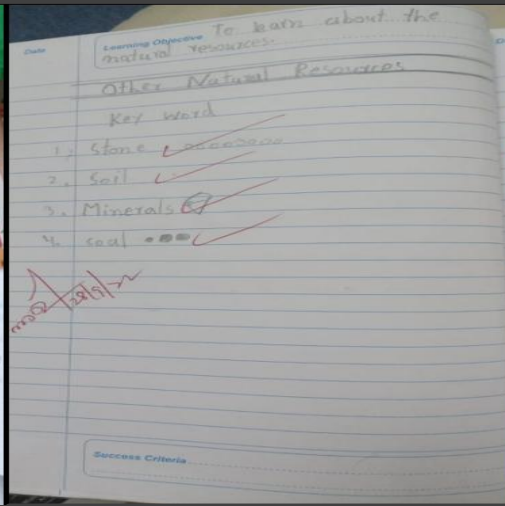 Date
Learning Objective To learn about the
natural resources.
Other Natural Resources
Key word
1. Stone
2. Soil
3. Minerals
4. Coal
Success Criteria